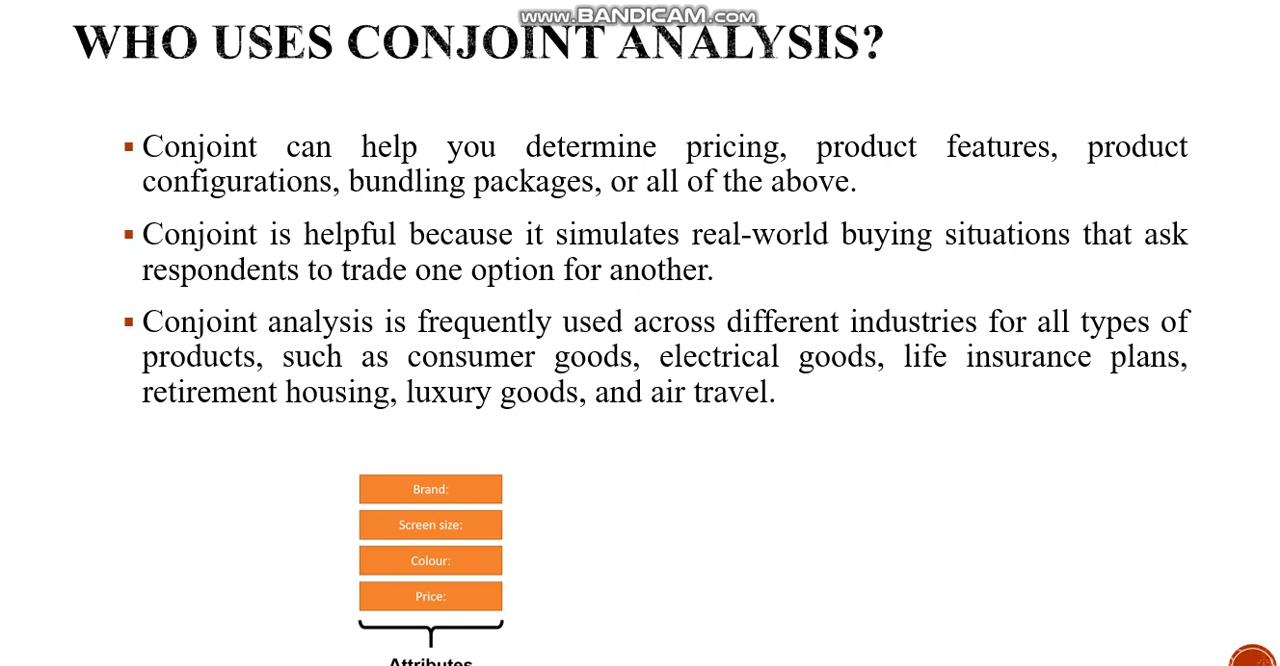 www.BANDICAM.com
WHO USES CONJOINT ANALYSIS?
Conjoint can help you determine pricing, product features, product
configurations, bundling packages, or all of the above.
Conjoint is helpful because it simulates real-world buying situations that ask
respondents to trade one option for another.
Conjoint analysis is frequently used across different industries for all types of
products, such as consumer goods, electrical goods, life insurance plans,
retirement housing, luxury goods, and air travel.
Brand:
Screen size:
Colour:
Price:
Attributes